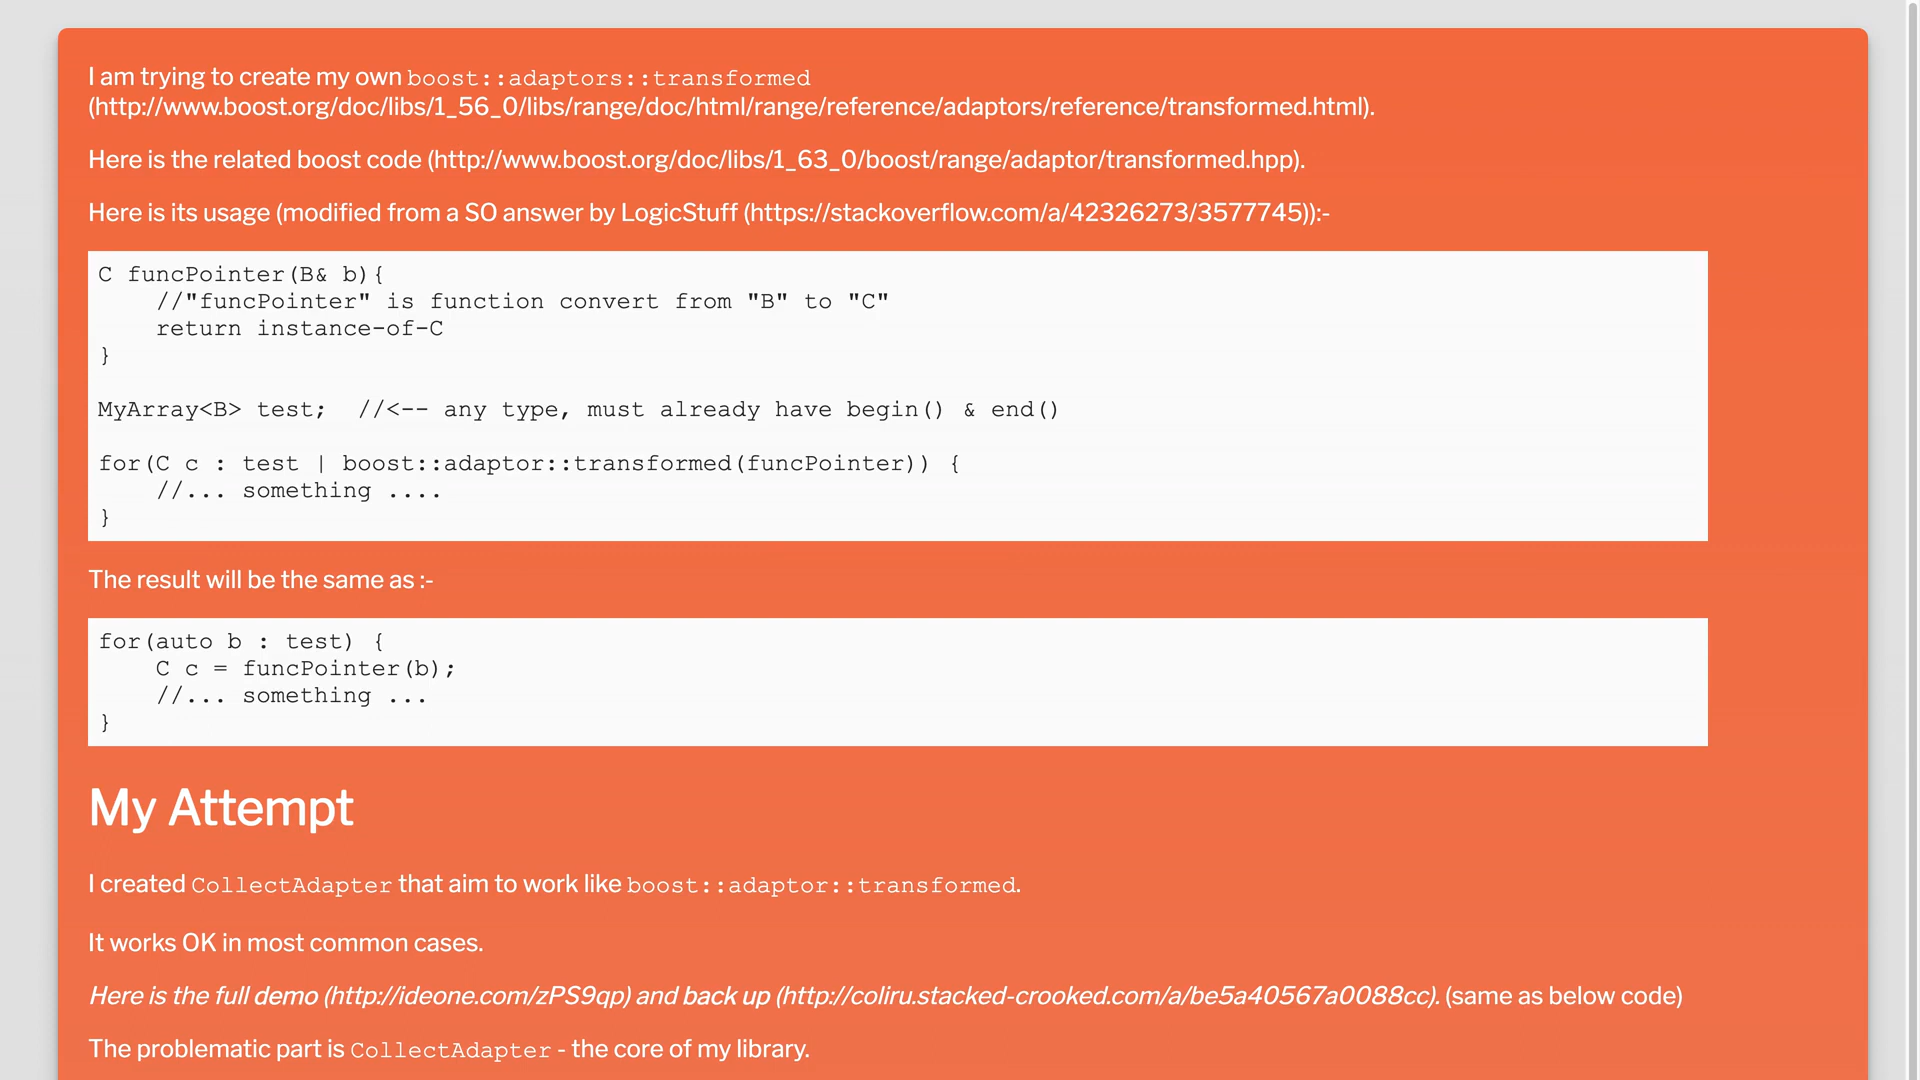 I am trying to create my own boost::adaptors::transformed
(http://www.boost.org/doc/libs/1_56_0/libs/range/doc/html/range/reference/adaptors/reference/transformed.html).
Here is the related boost code (http://www.boost.org/doc/libs/1_63_0/boost/range/adaptor/transformed.hpp).
Here is its usage (modified from a SO answer by LogicStuff (https://stackoverflow.com/a/42326273/3577745)):-
C funcPointer(B& b){
    //"funcPointer" is function convert from "B" to "C"
    return instance-of-C
}
MyArray<B> test;  //<-- any type, must already have begin() & end()
for(C c : test | boost::adaptor::transformed(funcPointer)) {
    //... something ....
}
The result will be the same as :-
for(auto b : test) {
    C c = funcPointer(b);
    //... something ...
}
My Attempt
I created CollectAdapter that aim to work like boost::adaptor::transformed.
It works OK in most common cases.
Here is the full demo (http://ideone.com/zPS9qp) and back up (http://coliru.stacked-crooked.com/a/be5a40567a0088cc). (same as below code)
The problematic part is CollectAdapter - the core of my library.